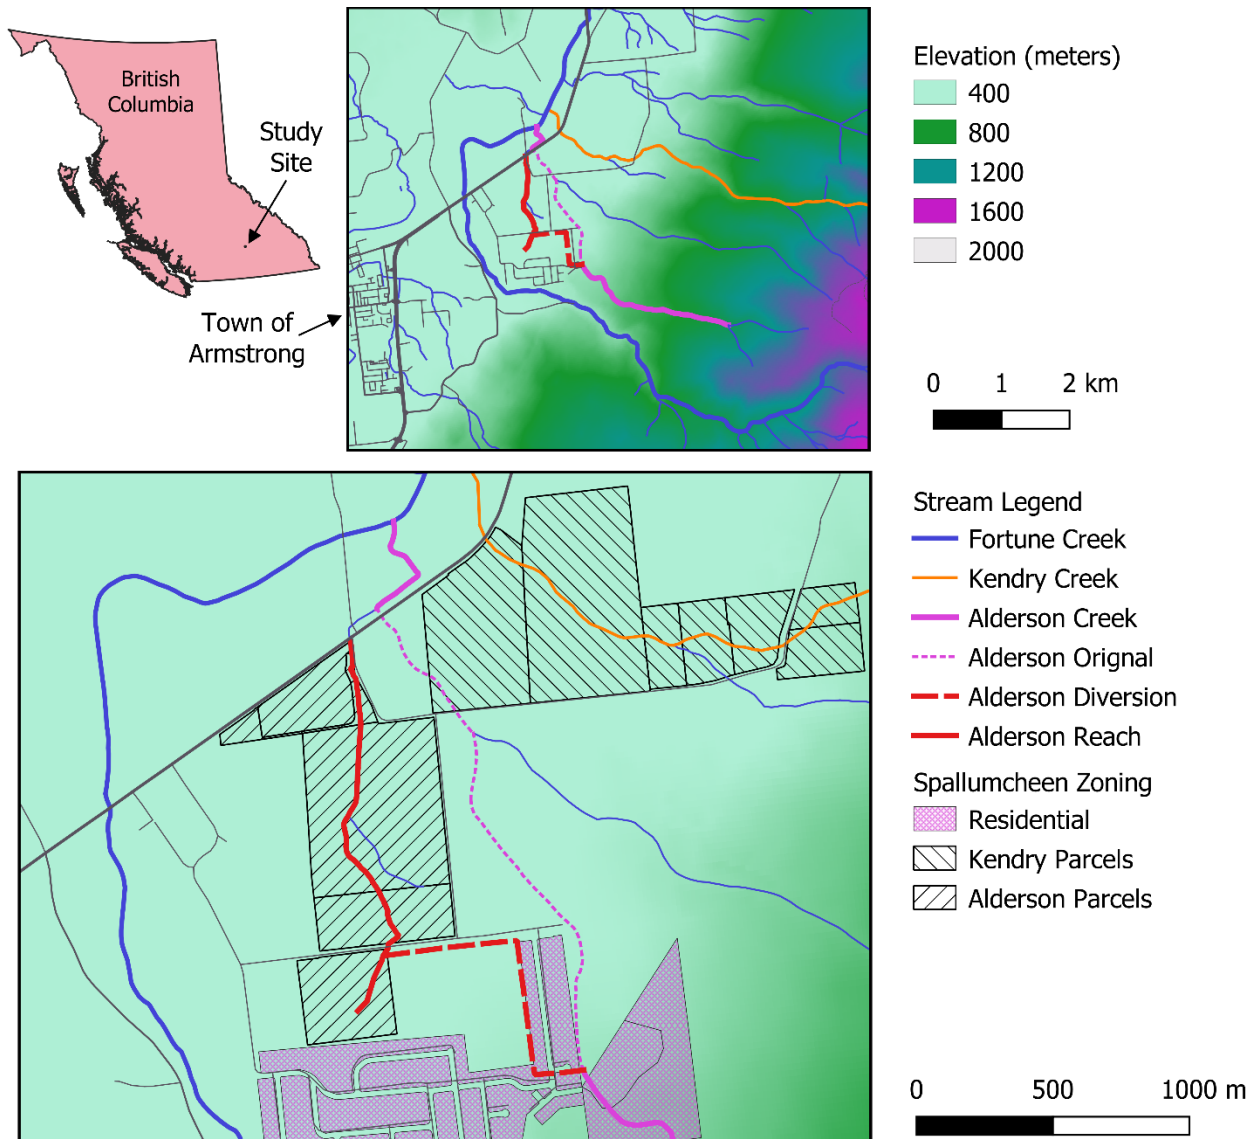 British
Columbia
Study
Site
Town of
Armstrong
Elevation (meters)
400
800
1200
1600
2000
0 1 2 km
Stream Legend
Fortune Creek
Kendry Creek
Alderson Creek
Alderson Orignal
Alderson Diversion
Alderson Reach
Spallumcheen Zoning
Residential
Kendry Parcels
Alderson Parcels
0 500 1000 m